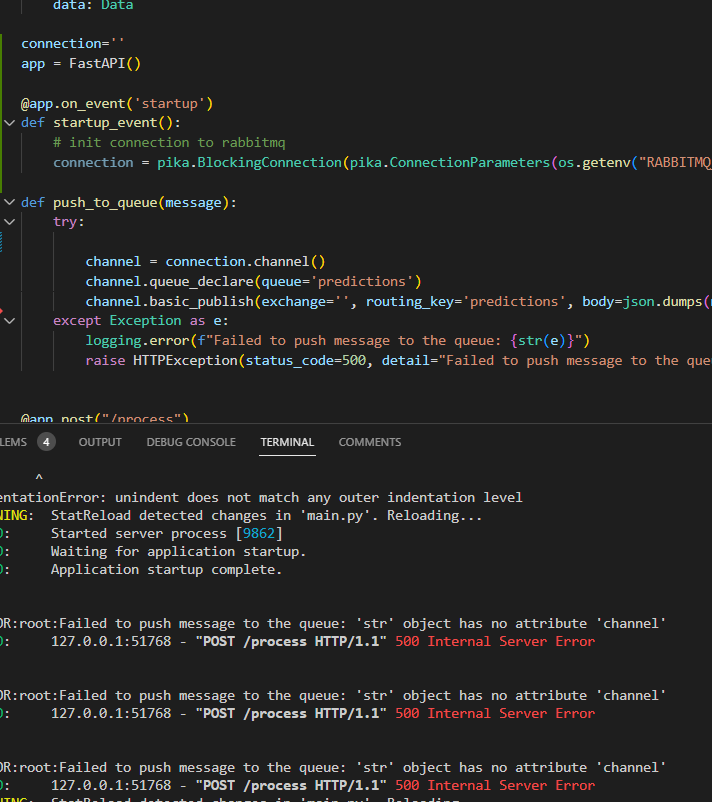 data: Data
connection=''
app = FastAPI()
@app.on_event('startup')
def startup_event():
# init connection to rabbitmq
connection = pika.BlockingConnection(pika.ConnectionParameters(os.getenv("RABBITMQ_
def push_to_queue(message):
try:
channel = connection.channel()
channel.queue_declare(queue='predictions')
channel.basic_publish(exchange='', routing_key='predictions', body=json.dumps(
except Exception as e:
logging.error(f"Failed to push message to the queue: {str(e)}")
raise HTTPException(status_code=500, detail="Failed to push message to the que
@app.post("/process")
LEMS 4 OUTPUT DEBUG CONSOLE TERMINAL COMMENTS
^
entationError: unindent does not match any outer indentation level
NING: StatReload detected changes in 'main.py'. Reloading...
O: Started server process [9862]
O: Waiting for application startup.
O: Application startup complete.
OR:root:Failed to push message to the queue: 'str' object has no attribute 'channel'
O: 127.0.0.1:51768 - "POST /process HTTP/1.1" 500 Internal Server Error
OR:root:Failed to push message to the queue: 'str' object has no attribute 'channel'
O: 127.0.0.1:51768 - "POST /process HTTP/1.1" 500 Internal Server Error
OR:root:Failed to push message to the queue: 'str' object has no attribute 'channel'
O: 127.0.0.1:51768 - "POST /process HTTP/1.1" 500 Internal Server Error
NING: StatReload detected changes in 'main.py'. Reloading